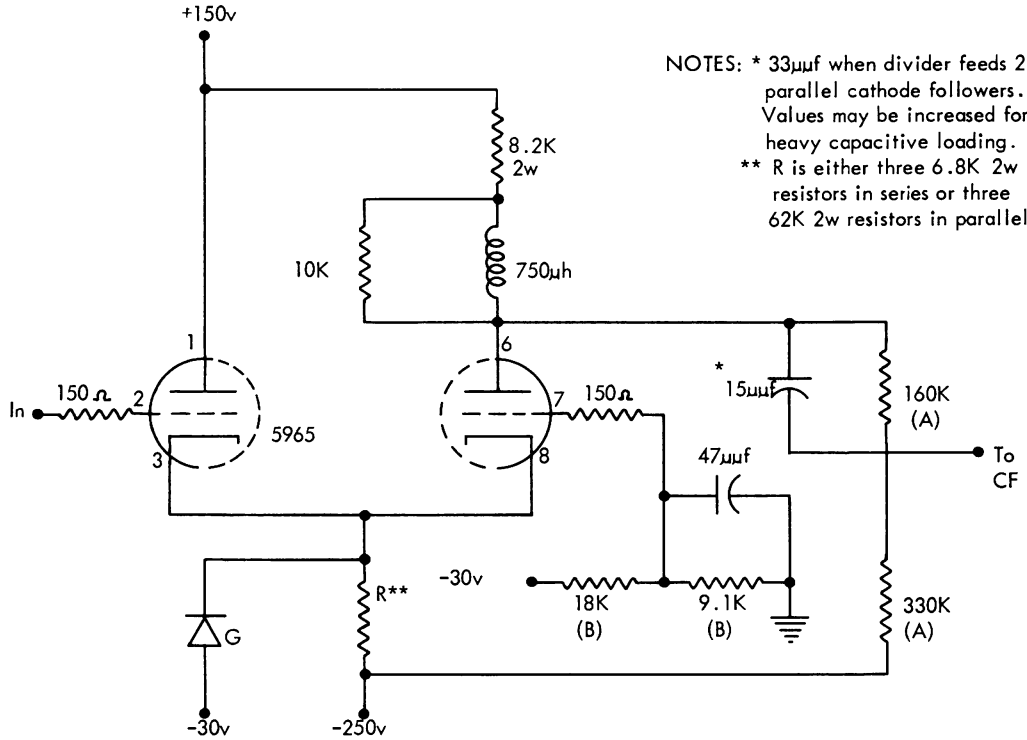 +150v
NOTES: * 33µµf when divider feeds 2
parallel cathode followers.
Values may be increased for
heavy capacitive loading.
** R is either three 6.8K 2w
resistors in series or three
62K 2w resistors in parallel
8.2K
2w
10K
750µh
1
6
*
150Ω
15µµf
160K
(A)
In
2
7
150Ω
5965
3
8
47µµf
To
CF
-30v
R**
18K
(B)
9.1K
(B)
330K
(A)
G
-30v
-250v